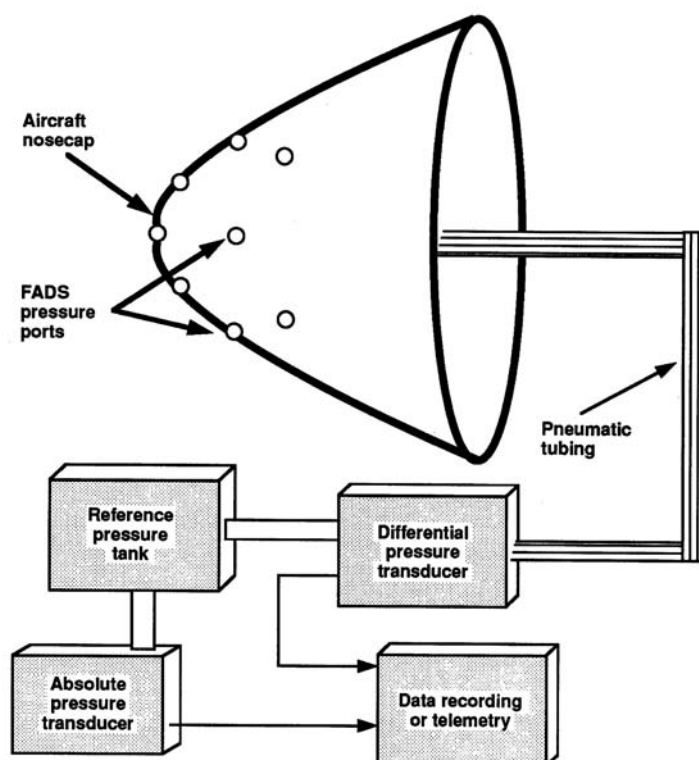 Aircraft
nosecap
FADS
pressure
ports
Pneumatic
tubing
Reference
pressure
tank
Differential
pressure
transducer
Absolute
pressure
transducer
Data recording
or telemetry